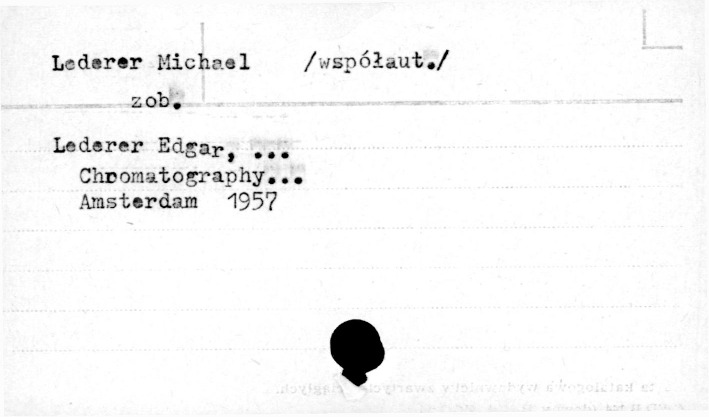 Lederer Michael /współaut./
zob.
Lederer Edgar, ...
Chromatography...
Amsterdam 1957